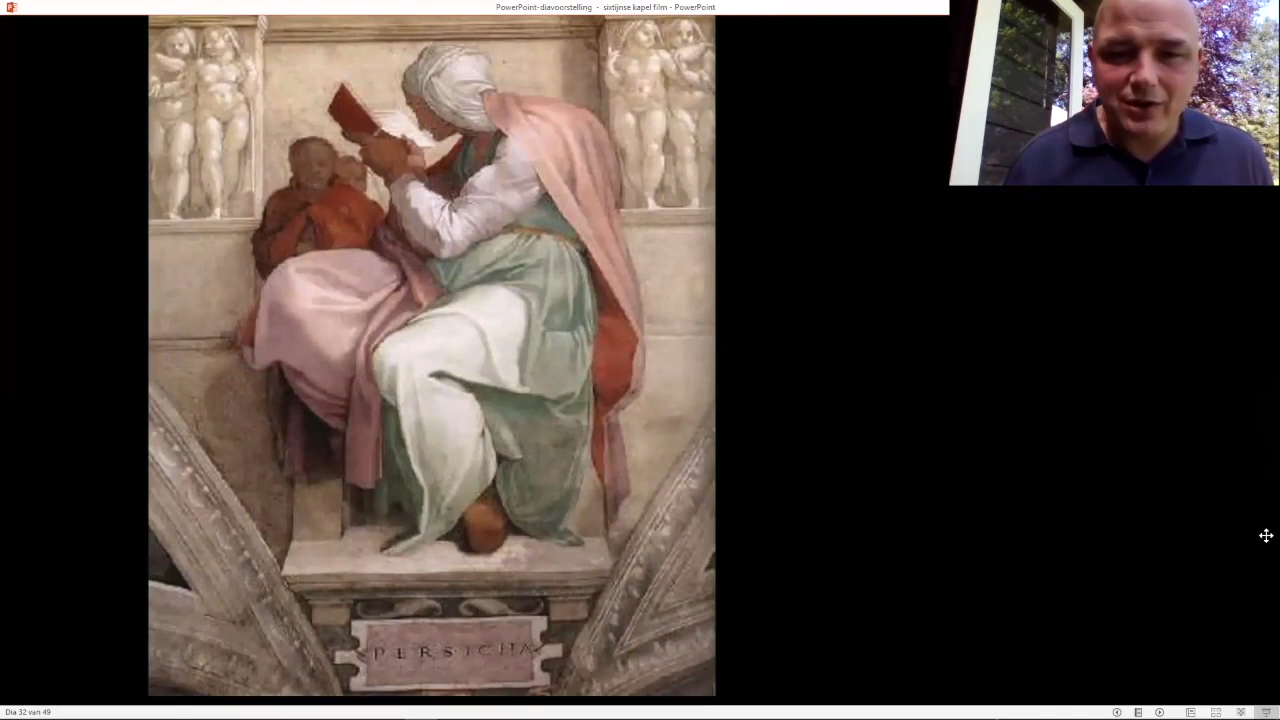 PowerPoint-diavoorstelling - sixtijnse kapel film - PowerPoint
PERSICHA
Dia 32 van 49